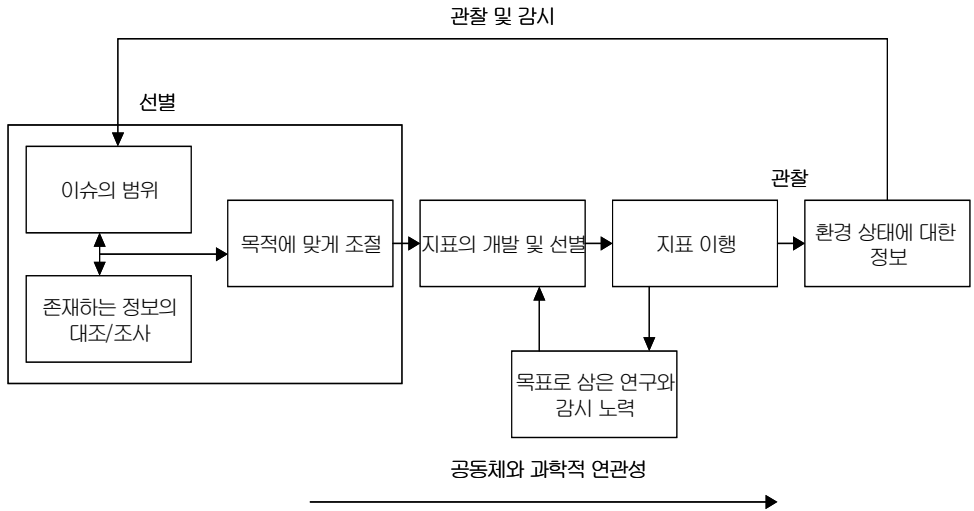 관찰 및 감시
선별
이슈의 범위
존재하는 정보의
대조/조사
목적에 맞게 조절
지표의 개발 및 선별
지표 이행
관찰
환경 상태에 대한
정보
목표로 삼은 연구와
감시 노력
공동체와 과학적 연관성